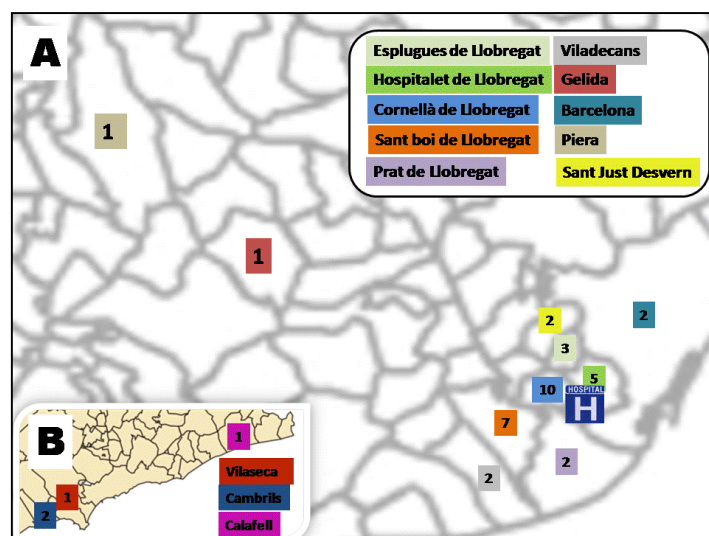 A
Esplugues de Llobregat
Viladecans
Hospitalet de Llobregat
Gelida
Cornellà de Llobregat
Barcelona
Sant boi de Llobregat
Piera
Prat de Llobregat
Sant Just Desvern
1
1
2
2
3
5
10
HOSPITAL
H
7
2
2
B
1
Vilaseca
1
Cambrils
2
Calafell